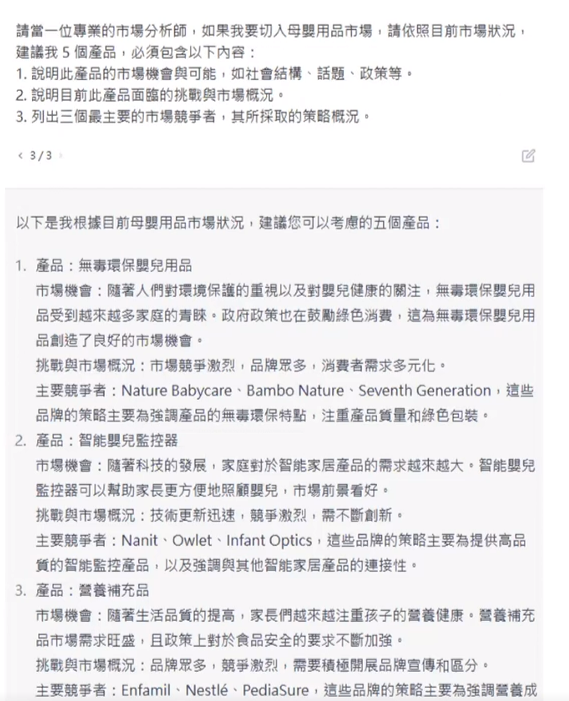 請當一位專業的市場分析師，如果我要切入母嬰用品市場，請依照目前市場狀況，
建議我 5 個產品，必須包含以下內容：
1. 說明此產品的市場機會與可能，如社會結構、話題、政策等。
2. 說明目前此產品面臨的挑戰與市場概況。
3. 列出三個最主要的市場競爭者，其所採取的策略概況。
< 3 / 3 >
以下是我根據目前母嬰用品市場狀況，建議您可以考慮的五個產品：
1. 產品：無毒環保嬰兒用品
市場機會：隨著人們對環境保護的重視以及對嬰兒健康的關注，無毒環保嬰兒用
品受到越來越多家庭的青睞。政府政策也在鼓勵綠色消費，這為無毒環保嬰兒用
品創造了良好的市場機會。
挑戰與市場概況：市場競爭激烈，品牌眾多，消費者需求多元化。
主要競爭者：Nature Babycare、Bambo Nature、Seventh Generation，這些
品牌的策略主要為強調產品的無毒環保特點，注重產品質量和綠色包裝。
2. 產品：智能嬰兒監控器
市場機會：隨著科技的發展，家庭對於智能家居產品的需求越來越大。智能嬰兒
監控器可以幫助家長更方便地照顧嬰兒，市場前景看好。
挑戰與市場概況：技術更新迅速，競爭激烈，需不斷創新。
主要競爭者：Nanit、Owlet、Infant Optics，這些品牌的策略主要為提供高品
質的智能監控產品，以及強調與其他智能家居產品的連接性。
3. 產品：營養補充品
市場機會：隨著生活品質的提高，家長們越來越注重孩子的營養健康。營養補充
品市場需求旺盛，且政策上對於食品安全的要求不斷加強。
挑戰與市場概況：品牌眾多，競爭激烈，需要積極開展品牌宣傳和區分。
主要競爭者：Enfamil、Nestlé、PediaSure，這些品牌的策略主要為強調營養成